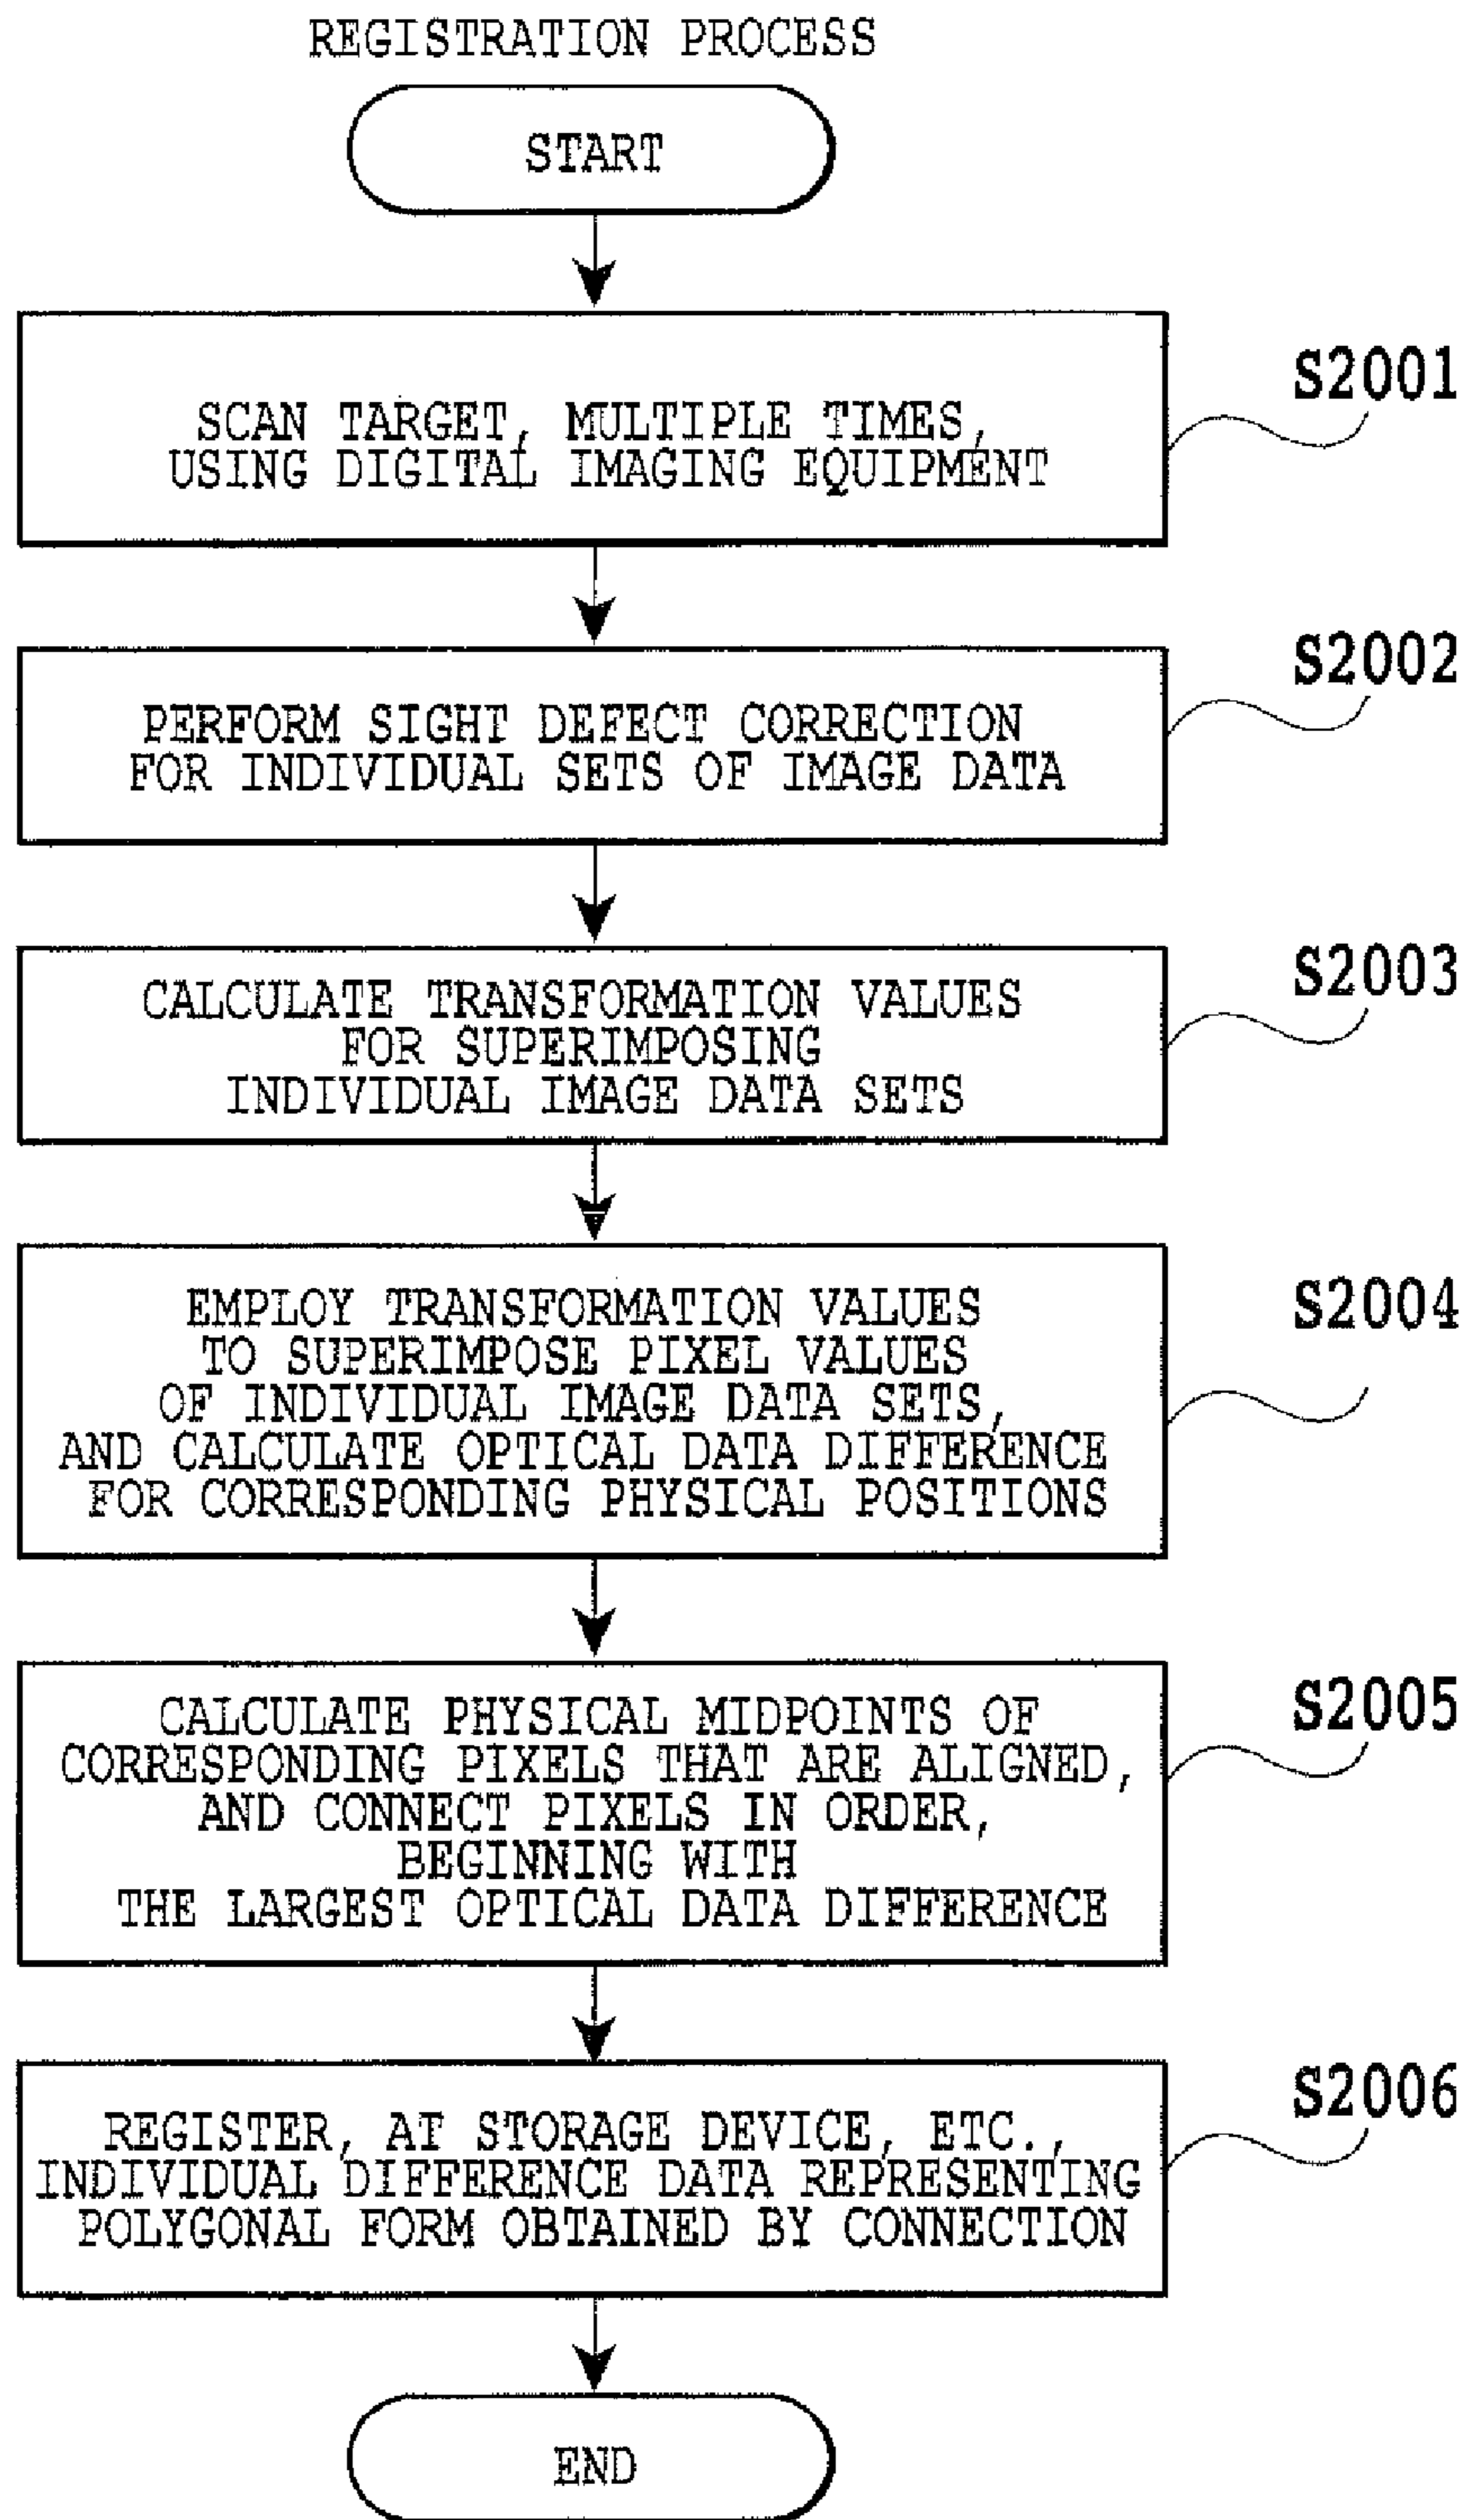 REGISTRATION PROCESS
START
S2001
SCAN TARGET, MULTIPLE TIMES,
USING DIGITAL IMAGING EQUIPMENT
S2002
PERFORM SIGHT DEFECT CORRECTION
FOR INDIVIDUAL SETS OF IMAGE DATA
S2003
CALCULATE TRANSFORMATION VALUES
FOR SUPERIMPOSING
INDIVIDUAL IMAGE DATA SETS
S2004
EMPLOY TRANSFORMATION VALUES
TO SUPERIMPOSE PIXEL VALUES
OF INDIVIDUAL IMAGE DATA SETS,
AND CALCULATE OPTICAL DATA DIFFERENCE
FOR CORRESPONDING PHYSICAL POSITIONS
S2005
CALCULATE PHYSICAL MIDPOINTS OF
CORRESPONDING PIXELS THAT ARE ALIGNED,
AND CONNECT PIXELS IN ORDER,
BEGINNING WITH
THE LARGEST OPTICAL DATA DIFFERENCE
S2006
REGISTER, AT STORAGE DEVICE, ETC.,
INDIVIDUAL DIFFERENCE DATA REPRESENTING
POLYGONAL FORM OBTAINED BY CONNECTION
END